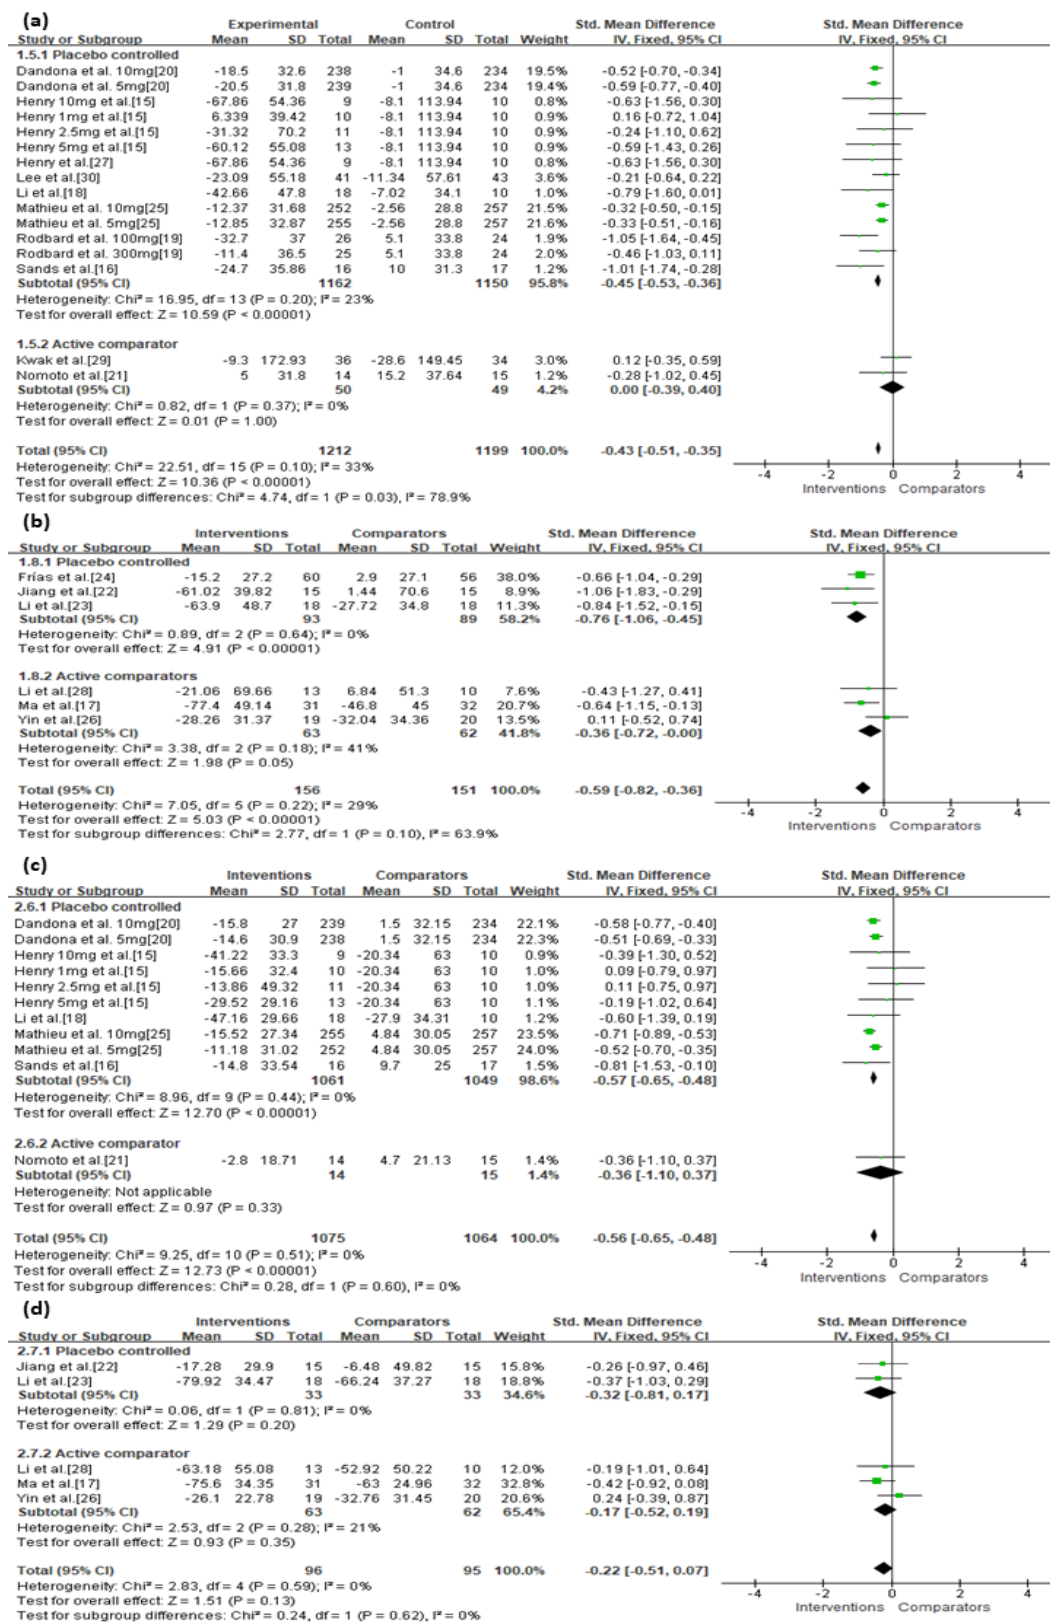 (a)
Experimental Control Std. Mean Difference Std. Mean Difference
Study or Subgroup Mean SD Total Mean SD Total Weight IV, Fixed, 95% CI IV, Fixed, 95% CI
1.5.1 Placebo controlled
Dandona et al. 10mg[20] -18.5 32.6 238 -1 34.6 234 19.5% -0.52 [-0.70, -0.34]
Dandona et al. 5mg[20] -20.5 31.8 239 -1 34.6 234 19.4% -0.59 [-0.77, -0.40]
Henry 10mg et al.[15] -67.86 54.36 9 -8.1 113.94 10 0.8% -0.63 [-1.56, 0.30]
Henry 1mg et al.[15] 6.339 39.42 10 -8.1 113.94 10 0.9% 0.16 [-0.72, 1.04]
Henry 2.5mg et al.[15] -31.32 70.2 11 -8.1 113.94 10 0.9% -0.24 [-1.10, 0.62]
Henry 5mg et al.[15] -60.12 55.08 13 -8.1 113.94 10 0.9% -0.59 [-1.43, 0.26]
Henry et al.[27] -67.86 54.36 9 -8.1 113.94 10 0.8% -0.63 [-1.56, 0.30]
Lee et al.[30] -23.09 55.18 41 -11.34 57.61 43 3.6% -0.21 [-0.64, 0.22]
Li et al.[18] -42.66 47.8 18 -7.02 34.1 10 1.0% -0.79 [-1.60, 0.01]
Mathieu et al. 10mg[25] -12.37 31.68 252 -2.56 28.8 257 21.5% -0.32 [-0.50, -0.15]
Mathieu et al. 5mg[25] -12.85 32.87 255 -2.56 28.8 257 21.6% -0.33 [-0.51, -0.16]
Rodbard et al. 100mg[19] -32.7 37 26 5.1 33.8 24 1.9% -1.05 [-1.64, -0.45]
Rodbard et al. 300mg[19] -11.4 36.5 25 5.1 33.8 24 2.0% -0.46 [-1.03, 0.11]
Sands et al.[16] -24.7 35.86 16 10 31.3 17 1.2% -1.01 [-1.74, -0.28]
Subtotal (95% CI) 1162 1150 95.8% -0.45 [-0.53, -0.36]
Heterogeneity: Chi² = 16.95, df = 13 (P = 0.20); I² = 23%
Test for overall effect: Z = 10.59 (P < 0.00001)
1.5.2 Active comparator
Kwak et al.[29] -9.3 172.93 36 -28.6 149.45 34 3.0% 0.12 [-0.35, 0.59]
Nomoto et al.[21] 5 31.8 14 15.2 37.64 15 1.2% -0.28 [-1.02, 0.45]
Subtotal (95% CI) 50 49 4.2% 0.00 [-0.39, 0.40]
Heterogeneity: Chi² = 0.82, df = 1 (P = 0.37); I² = 0%
Test for overall effect: Z = 0.01 (P = 1.00)
Total (95% CI) 1212 1199 100.0% -0.43 [-0.51, -0.35]
Heterogeneity: Chi² = 22.51, df = 15 (P = 0.10); I² = 33%
Test for overall effect: Z = 10.36 (P < 0.00001)
Test for subgroup differences: Chi² = 4.74, df = 1 (P = 0.03), I² = 78.9%
-4 -2 0 2 4
Interventions Comparators
(b)
Interventions Comparators Std. Mean Difference Std. Mean Difference
Study or Subgroup Mean SD Total Mean SD Total Weight IV, Fixed, 95% CI IV, Fixed, 95% CI
1.8.1 Placebo controlled
Frías et al.[24] -15.2 27.2 60 2.9 27.1 56 38.0% -0.66 [-1.04, -0.29]
Jiang et al.[22] -61.02 39.82 15 1.44 70.6 15 8.9% -1.06 [-1.83, -0.29]
Li et al.[23] -63.9 48.7 18 -27.72 34.8 18 11.3% -0.84 [-1.52, -0.15]
Subtotal (95% CI) 93 89 58.2% -0.76 [-1.06, -0.45]
Heterogeneity: Chi² = 0.89, df = 2 (P = 0.64); I² = 0%
Test for overall effect: Z = 4.91 (P < 0.00001)
1.8.2 Active comparators
Li et al.[28] -21.06 69.66 13 6.84 51.3 10 7.6% -0.43 [-1.27, 0.41]
Ma et al.[17] -77.4 49.14 31 -46.8 45 32 20.7% -0.64 [-1.15, -0.13]
Yin et al.[26] -28.26 31.37 19 -32.04 34.36 20 13.5% 0.11 [-0.52, 0.74]
Subtotal (95% CI) 63 62 41.8% -0.36 [-0.72, -0.00]
Heterogeneity: Chi² = 3.38, df = 2 (P = 0.18); I² = 41%
Test for overall effect: Z = 1.98 (P = 0.05)
Total (95% CI) 156 151 100.0% -0.59 [-0.82, -0.36]
Heterogeneity: Chi² = 7.05, df = 5 (P = 0.22); I² = 29%
Test for overall effect: Z = 5.03 (P < 0.00001)
Test for subgroup differences: Chi² = 2.77, df = 1 (P = 0.10), I² = 63.9%
-4 -2 0 2 4
Interventions Comparators
(c)
Inteventions Comparators Std. Mean Difference Std. Mean Difference
Study or Subgroup Mean SD Total Mean SD Total Weight IV, Fixed, 95% CI IV, Fixed, 95% CI
2.6.1 Placebo controlled
Dandona et al. 10mg[20] -15.8 27 239 1.5 32.15 234 22.1% -0.58 [-0.77, -0.40]
Dandona et al. 5mg[20] -14.6 30.9 238 1.5 32.15 234 22.3% -0.51 [-0.69, -0.33]
Henry 10mg et al.[15] -41.22 33.3 9 -20.34 63 10 0.9% -0.39 [-1.30, 0.52]
Henry 1mg et al.[15] -15.66 32.4 10 -20.34 63 10 1.0% 0.09 [-0.79, 0.97]
Henry 2.5mg et al.[15] -13.86 49.32 11 -20.34 63 10 1.0% 0.11 [-0.75, 0.97]
Henry 5mg et al.[15] -29.52 29.16 13 -20.34 63 10 1.1% -0.19 [-1.02, 0.64]
Li et al.[18] -47.16 29.66 18 -27.9 34.31 10 1.2% -0.60 [-1.39, 0.19]
Mathieu et al. 10mg[25] -15.52 27.34 255 4.84 30.05 257 23.5% -0.71 [-0.89, -0.53]
Mathieu et al. 5mg[25] -11.18 31.02 252 4.84 30.05 257 24.0% -0.52 [-0.70, -0.35]
Sands et al.[16] -14.8 33.54 16 9.7 25 17 1.5% -0.81 [-1.53, -0.10]
Subtotal (95% CI) 1061 1049 98.6% -0.57 [-0.65, -0.48]
Heterogeneity: Chi² = 8.96, df = 9 (P = 0.44); I² = 0%
Test for overall effect: Z = 12.70 (P < 0.00001)
2.6.2 Active comparator
Nomoto et al.[21] -2.8 18.71 14 4.7 21.13 15 1.4% -0.36 [-1.10, 0.37]
Subtotal (95% CI) 14 15 1.4% -0.36 [-1.10, 0.37]
Heterogeneity: Not applicable
Test for overall effect: Z = 0.97 (P = 0.33)
Total (95% CI) 1075 1064 100.0% -0.56 [-0.65, -0.48]
Heterogeneity: Chi² = 9.25, df = 10 (P = 0.51); I² = 0%
Test for overall effect: Z = 12.73 (P < 0.00001)
Test for subgroup differences: Chi² = 0.28, df = 1 (P = 0.60), I² = 0%
-4 -2 0 2 4
Interventions Comparators
(d)
Interventions Comparators Std. Mean Difference Std. Mean Difference
Study or Subgroup Mean SD Total Mean SD Total Weight IV, Fixed, 95% CI IV, Fixed, 95% CI
2.7.1 Placebo controlled
Jiang et al.[22] -17.28 29.9 15 -6.48 49.82 15 15.8% -0.26 [-0.97, 0.46]
Li et al.[23] -79.92 34.47 18 -66.24 37.27 18 18.8% -0.37 [-1.03, 0.29]
Subtotal (95% CI) 33 33 34.6% -0.32 [-0.81, 0.17]
Heterogeneity: Chi² = 0.06, df = 1 (P = 0.81); I² = 0%
Test for overall effect: Z = 1.29 (P = 0.20)
2.7.2 Active comparator
Li et al.[28] -63.18 55.08 13 -52.92 50.22 10 12.0% -0.19 [-1.01, 0.64]
Ma et al.[17] -75.6 34.35 31 -63 24.96 32 32.8% -0.42 [-0.92, 0.08]
Yin et al.[26] -26.1 22.78 19 -32.76 31.45 20 20.6% 0.24 [-0.39, 0.87]
Subtotal (95% CI) 63 62 65.4% -0.17 [-0.52, 0.19]
Heterogeneity: Chi² = 2.53, df = 2 (P = 0.28); I² = 21%
Test for overall effect: Z = 0.93 (P = 0.35)
Total (95% CI) 96 95 100.0% -0.22 [-0.51, 0.07]
Heterogeneity: Chi² = 2.83, df = 4 (P = 0.59); I² = 0%
Test for overall effect: Z = 1.51 (P = 0.13)
Test for subgroup differences: Chi² = 0.24, df = 1 (P = 0.62), I² = 0%
-4 -2 0 2 4
Interventions Comparators